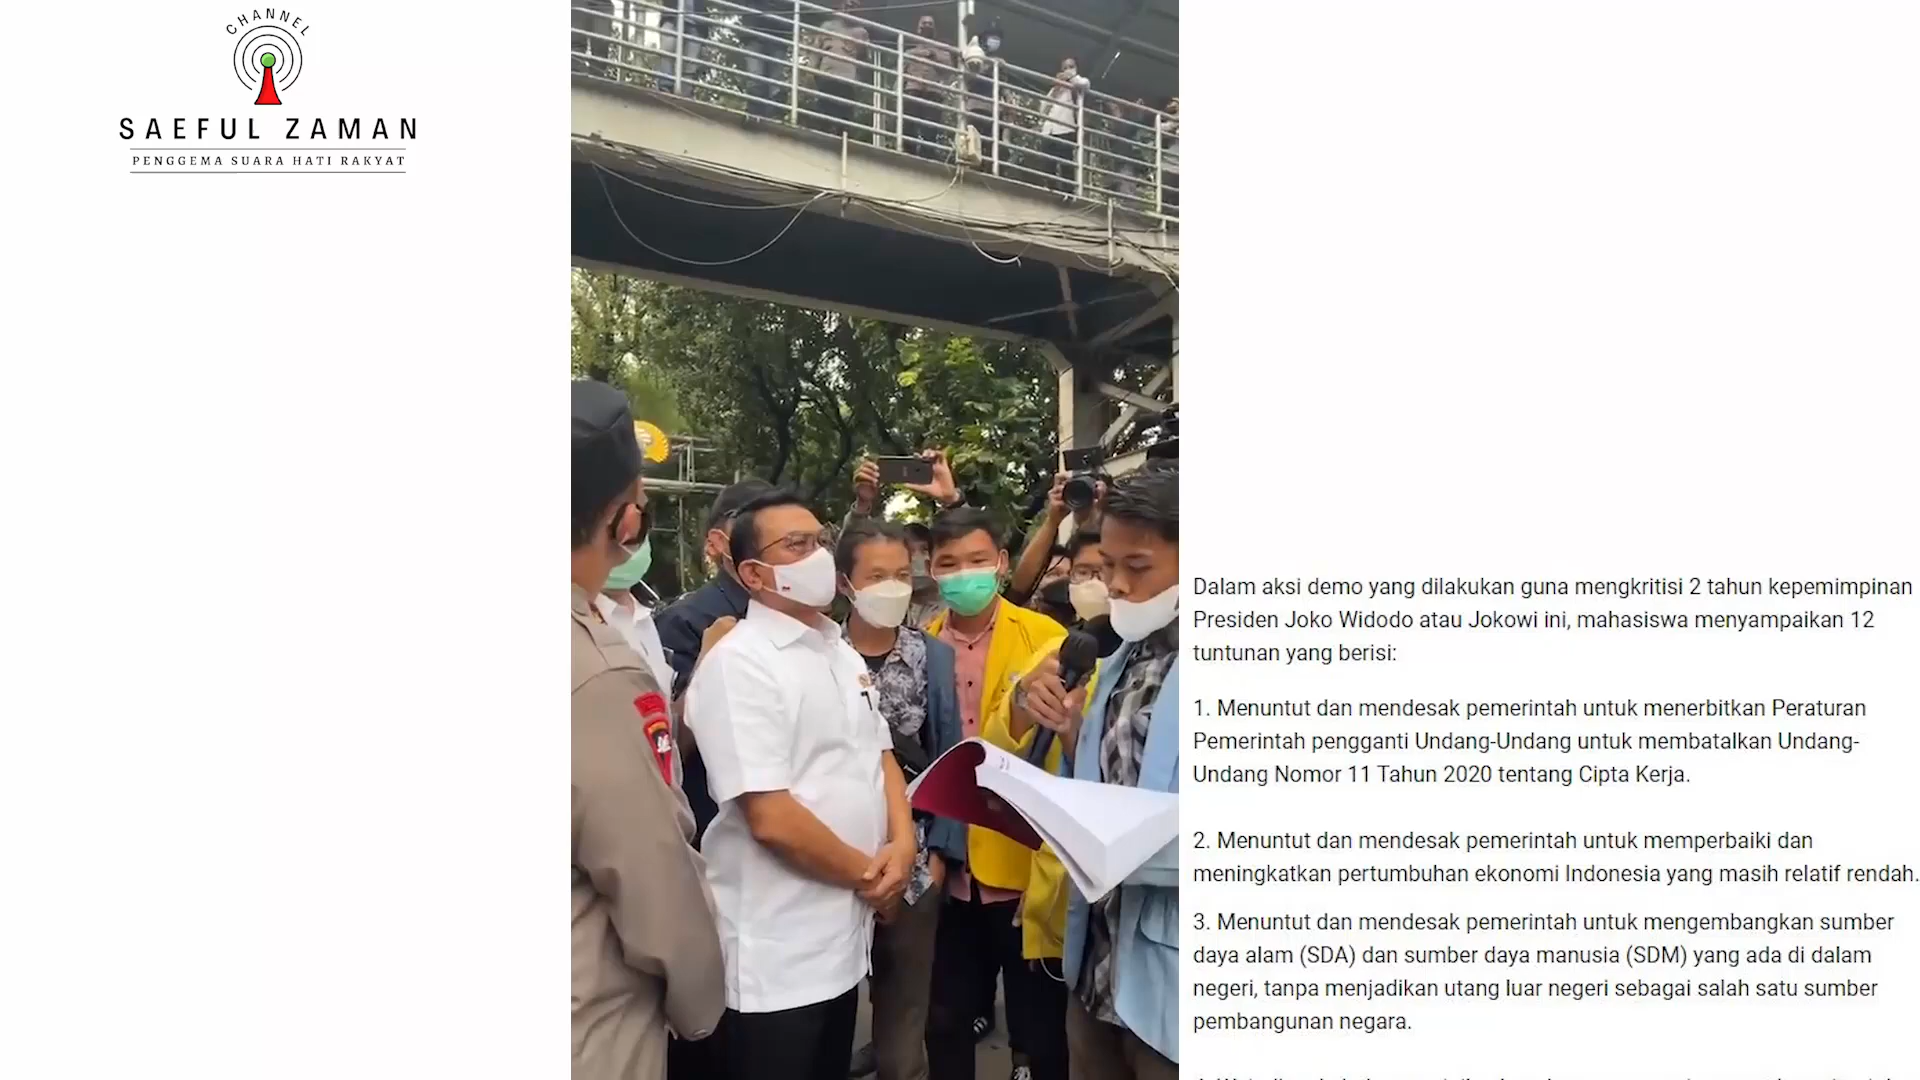 CHANNEL
SAEFUL ZAMAN
PENGGEMA SUARA HATI RAKYAT
Dalam aksi demo yang dilakukan guna mengkritisi 2 tahun kepemimpinan
Presiden Joko Widodo atau Jokowi ini, mahasiswa menyampaikan 12
tuntunan yang berisi:
1. Menuntut dan mendesak pemerintah untuk menerbitkan Peraturan
Pemerintah pengganti Undang-Undang untuk membatalkan Undang-
Undang Nomor 11 Tahun 2020 tentang Cipta Kerja.
2. Menuntut dan mendesak pemerintah untuk memperbaiki dan
meningkatkan pertumbuhan ekonomi Indonesia yang masih relatif rendah.
3. Menuntut dan mendesak pemerintah untuk mengembangkan sumber
daya alam (SDA) dan sumber daya manusia (SDM) yang ada di dalam
negeri, tanpa menjadikan utang luar negeri sebagai salah satu sumber
pembangunan negara.